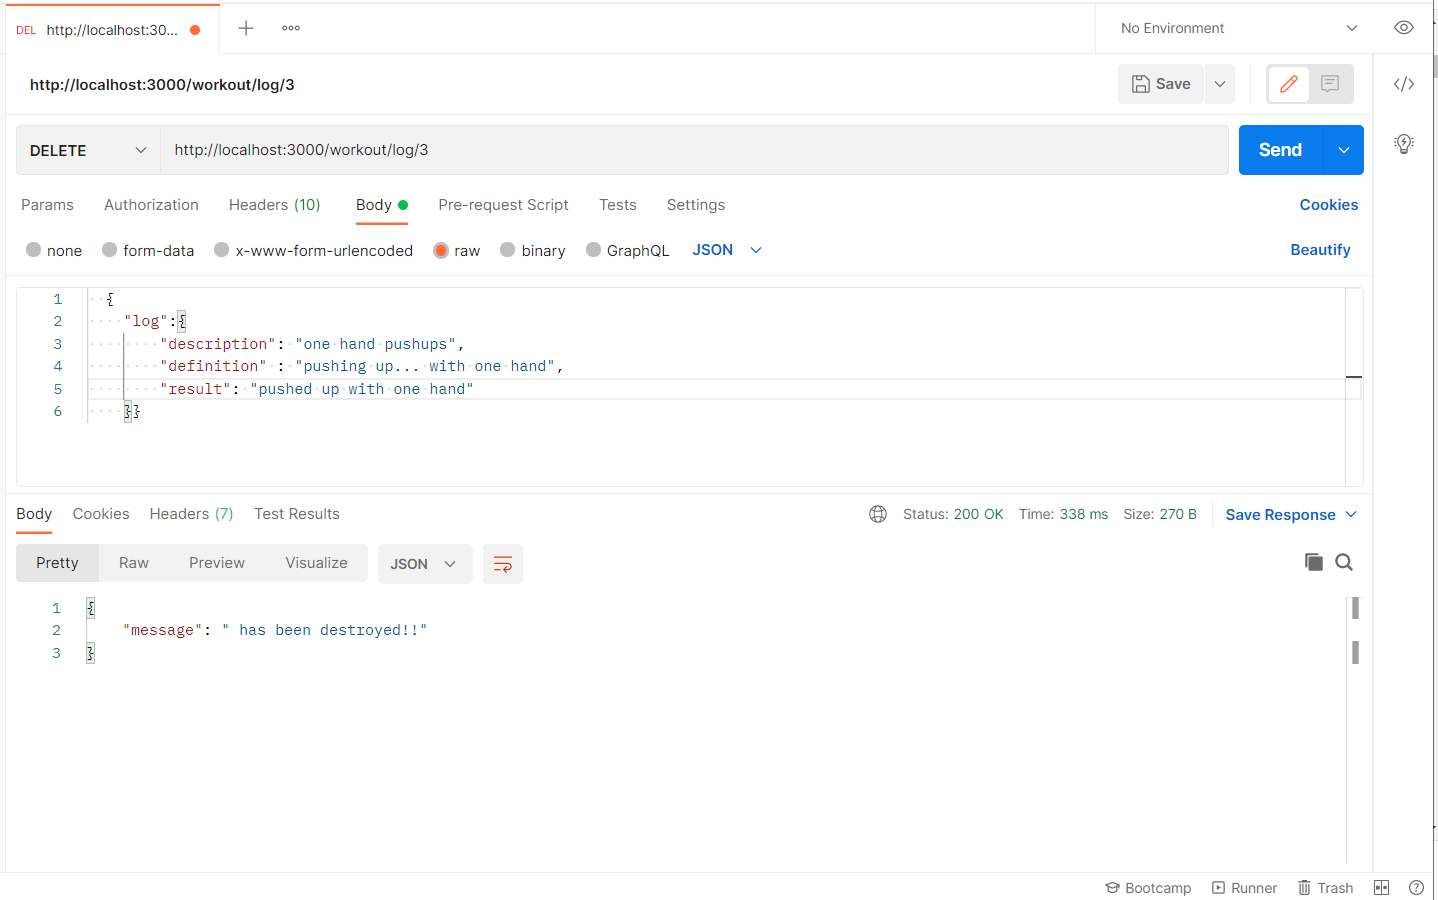 DEL http://localhost:30...
No Environment
http://localhost:3000/workout/log/3
Save
DELETE http://localhost:3000/workout/log/3 Send
Params Authorization Headers (10) Body Pre-request Script Tests Settings Cookies
none form-data x-www-form-urlencoded raw binary GraphQL JSON Beautify
1 {
2 "log":{
3 "description": "one hand pushups",
4 "definition" : "pushing up... with one hand",
5 "result": "pushed up with one hand"
6 }}
Body Cookies Headers (7) Test Results Status: 200 OK Time: 338 ms Size: 270 B Save Response
Pretty Raw Preview Visualize JSON
1 {
2 "message": " has been destroyed!!"
3 }
Bootcamp Runner Trash